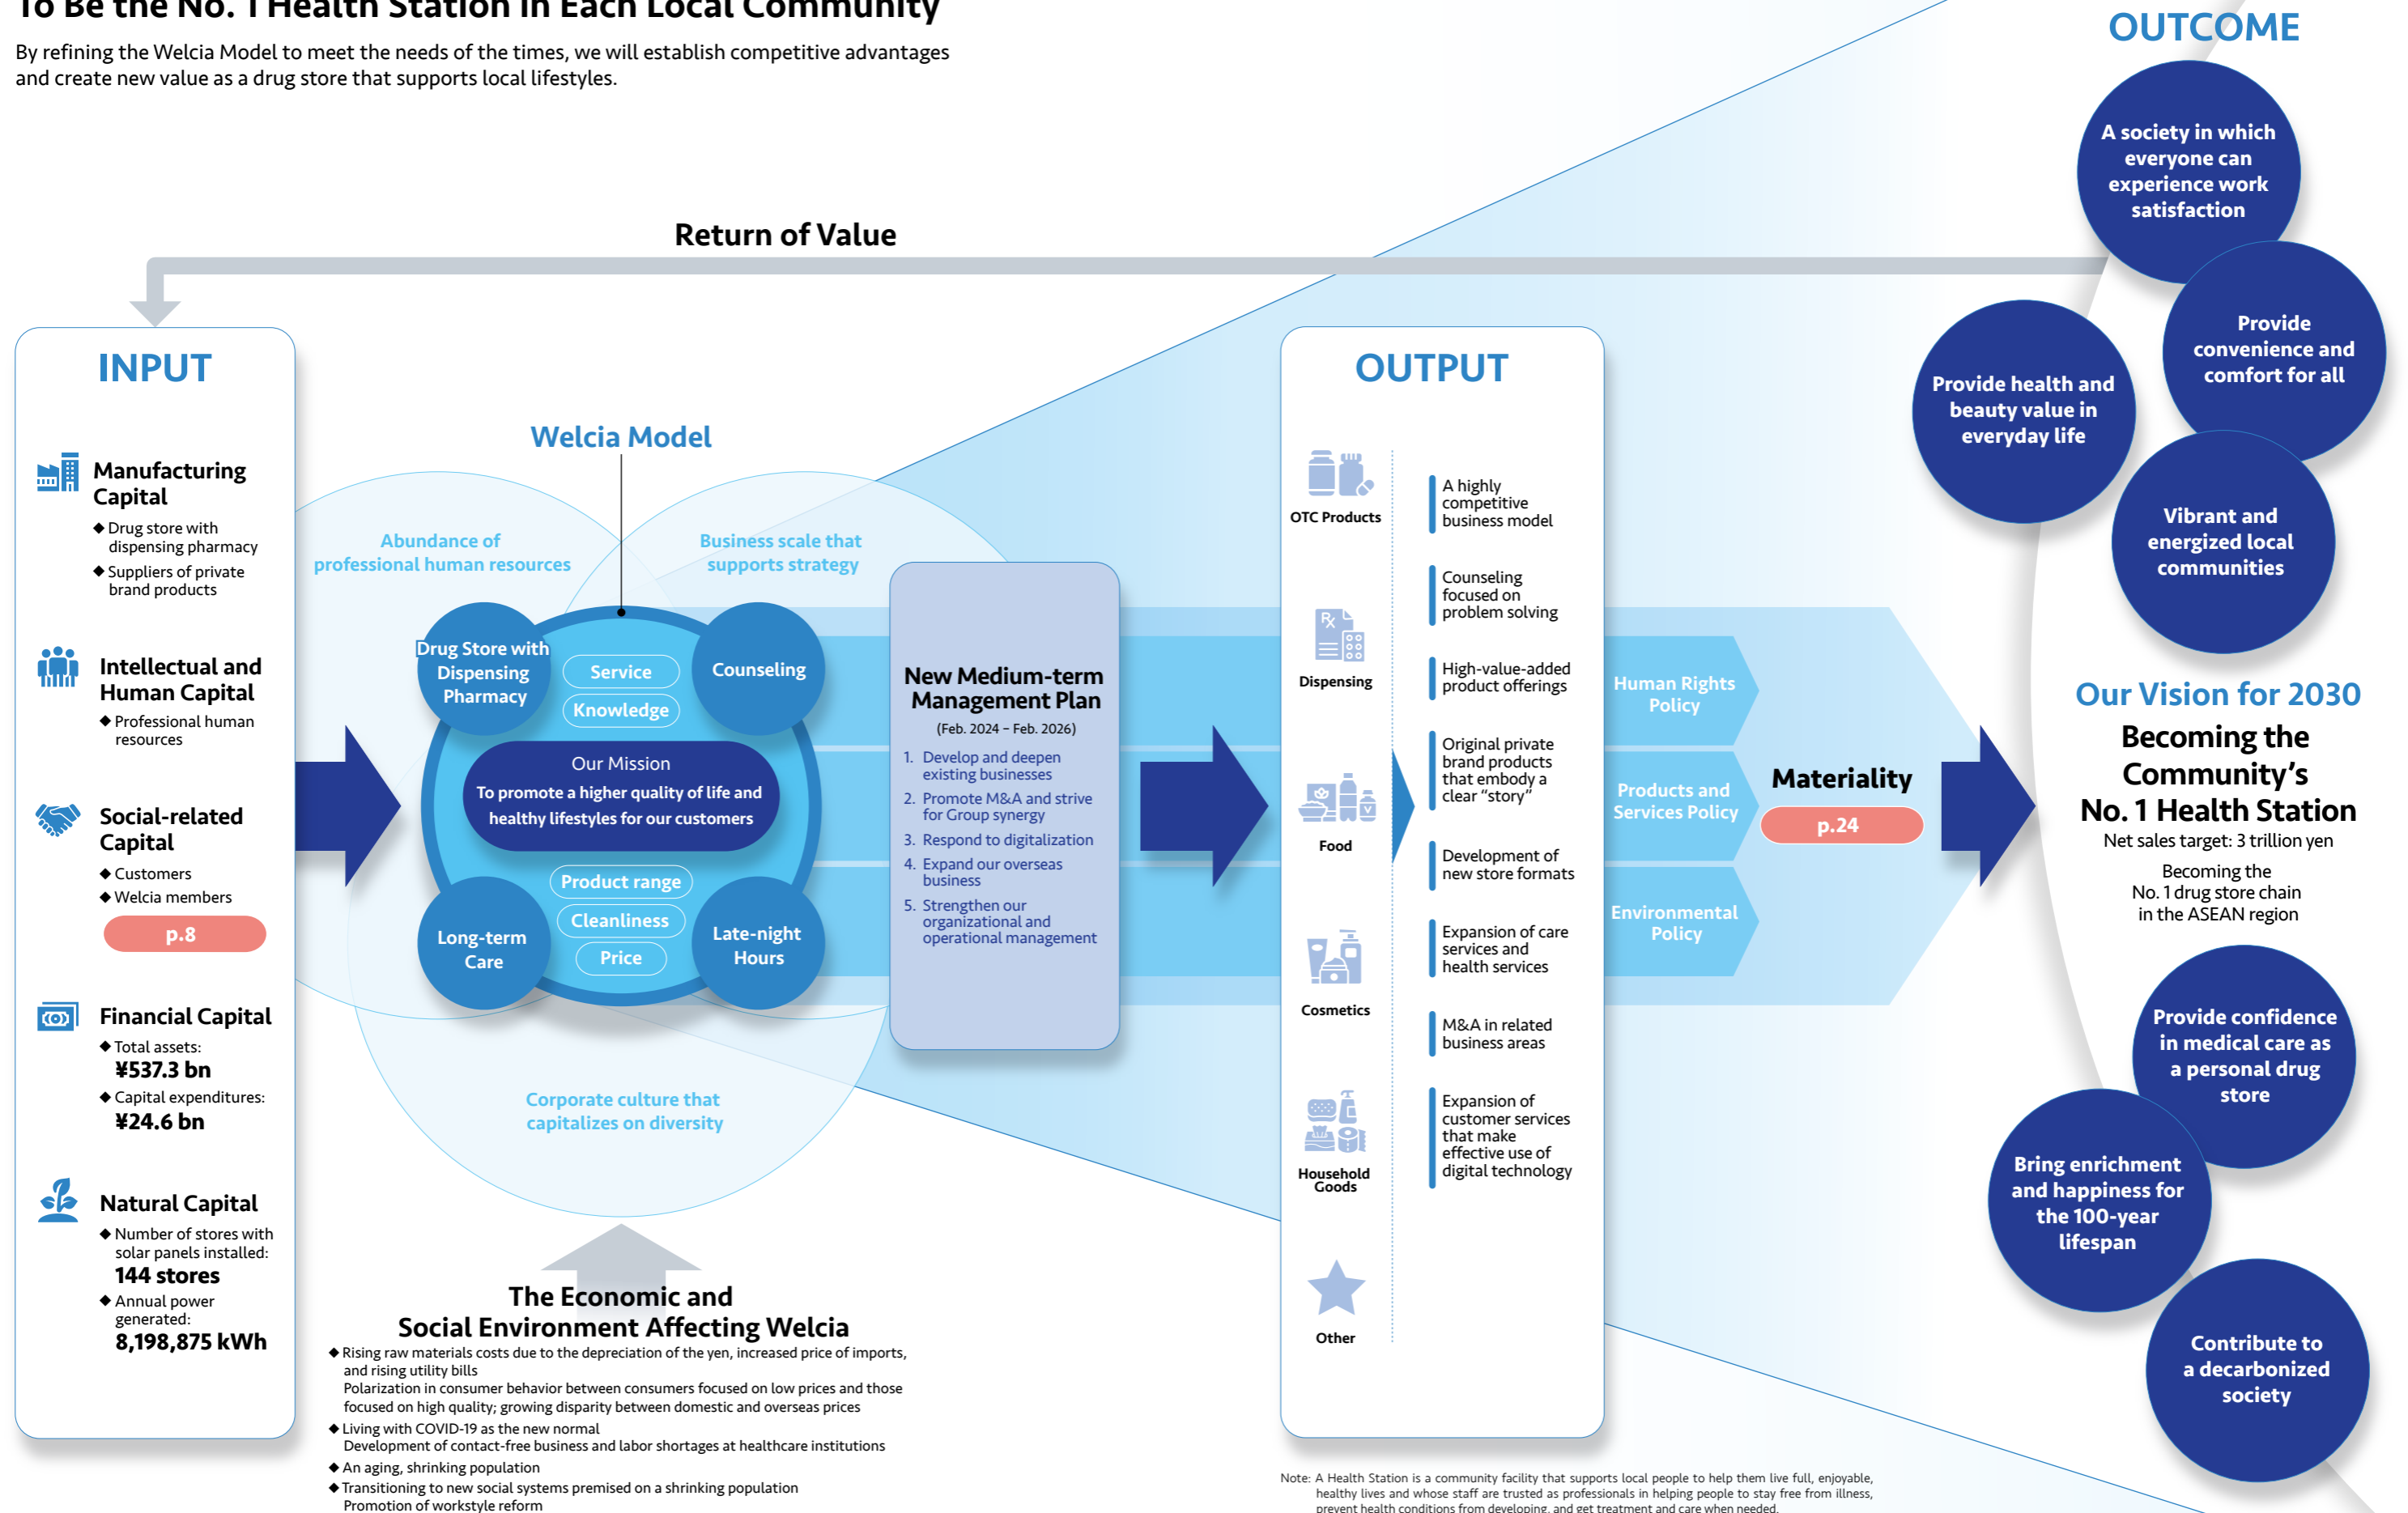 To Be the No. 1 Health Station in Each Local Community
By refining the Welcia Model to meet the needs of the times, we will establish competitive advantages
and create new value as a drug store that supports local lifestyles.
Return of Value
INPUT
Manufacturing
Capital
◆ Drug store with
dispensing pharmacy
◆ Suppliers of private
brand products
Intellectual and
Human Capital
◆ Professional human
resources
Social-related
Capital
◆ Customers
◆ Welcia members
p.8
Financial Capital
◆ Total assets:
¥537.3 bn
◆ Capital expenditures:
¥24.6 bn
Natural Capital
◆ Number of stores with
solar panels installed:
144 stores
◆ Annual power
generated:
8,198,875 kWh
Welcia Model
Abundance of
professional human resources
Business scale that
supports strategy
Drug Store with
Dispensing
Pharmacy
Service
Knowledge
Counseling
Our Mission
To promote a higher quality of life and
healthy lifestyles for our customers
Product range
Cleanliness
Price
Long-term
Care
Late-night
Hours
Corporate culture that
capitalizes on diversity
The Economic and
Social Environment Affecting Welcia
◆ Rising raw materials costs due to the depreciation of the yen, increased price of imports,
and rising utility bills
Polarization in consumer behavior between consumers focused on low prices and those
focused on high quality; growing disparity between domestic and overseas prices
◆ Living with COVID-19 as the new normal
Development of contact-free business and labor shortages at healthcare institutions
◆ An aging, shrinking population
◆ Transitioning to new social systems premised on a shrinking population
Promotion of workstyle reform
New Medium-term
Management Plan
(Feb. 2024 – Feb. 2026)
1. Develop and deepen
existing businesses
2. Promote M&A and strive
for Group synergy
3. Respond to digitalization
4. Expand our overseas
business
5. Strengthen our
organizational and
operational management
OUTPUT
OTC Products
Dispensing
Food
Cosmetics
Household
Goods
Other
A highly
competitive
business model
Counseling
focused on
problem solving
High-value-added
product offerings
Original private
brand products
that embody a
clear “story”
Development of
new store formats
Expansion of care
services and
health services
M&A in related
business areas
Expansion of
customer services
that make
effective use of
digital technology
Human Rights
Policy
Products and
Services Policy
Environmental
Policy
Materiality
p.24
Note: A Health Station is a community facility that supports local people to help them live full, enjoyable,
healthy lives and whose staff are trusted as professionals in helping people to stay free from illness,
prevent health conditions from developing, and get treatment and care when needed.
OUTCOME
A society in which
everyone can
experience work
satisfaction
Provide
convenience and
comfort for all
Provide health and
beauty value in
everyday life
Vibrant and
energized local
communities
Our Vision for 2030
Becoming the
Community’s
No. 1 Health Station
Net sales target: 3 trillion yen
Becoming the
No. 1 drug store chain
in the ASEAN region
Provide confidence
in medical care as
a personal drug
store
Bring enrichment
and happiness for
the 100-year
lifespan
Contribute to
a decarbonized
society